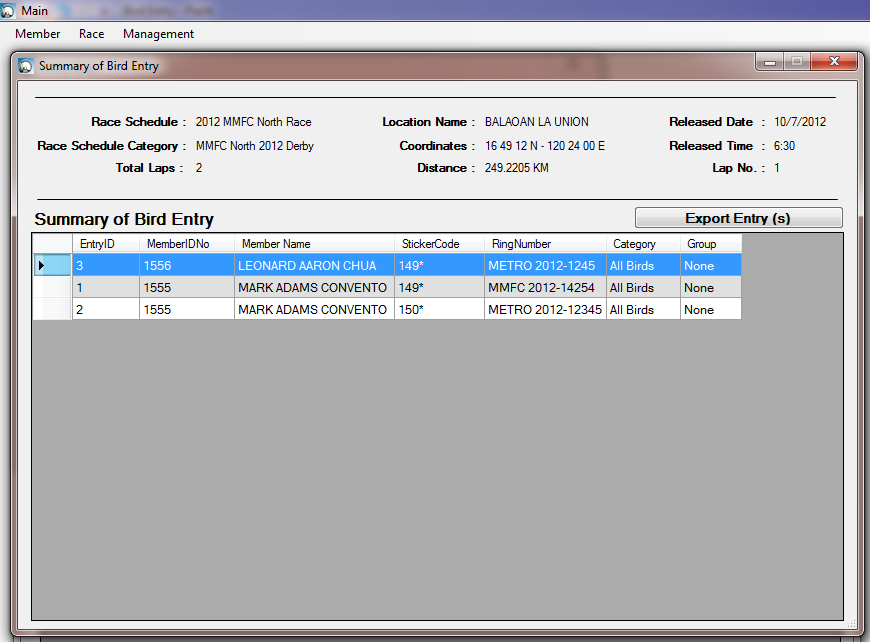 Main
Member Race Management
Summary of Bird Entry
Race Schedule : 2012 MMFC North Race Location Name : BALAOAN LA UNION Released Date : 10/7/2012
Race Schedule Category : MMFC North 2012 Derby Coordinates : 16 49 12 N - 120 24 00 E Released Time : 6:30
Total Laps : 2 Distance : 249.2205 KM Lap No. : 1
Summary of Bird Entry Export Entry (s)
EntryID MemberIDNo Member Name StickerCode RingNumber Category Group
3 1556 LEONARD AARON CHUA 149* METRO 2012-1245 All Birds None
1 1555 MARK ADAMS CONVENTO 149* MMFC 2012-14254 All Birds None
2 1555 MARK ADAMS CONVENTO 150* METRO 2012-12345 All Birds None